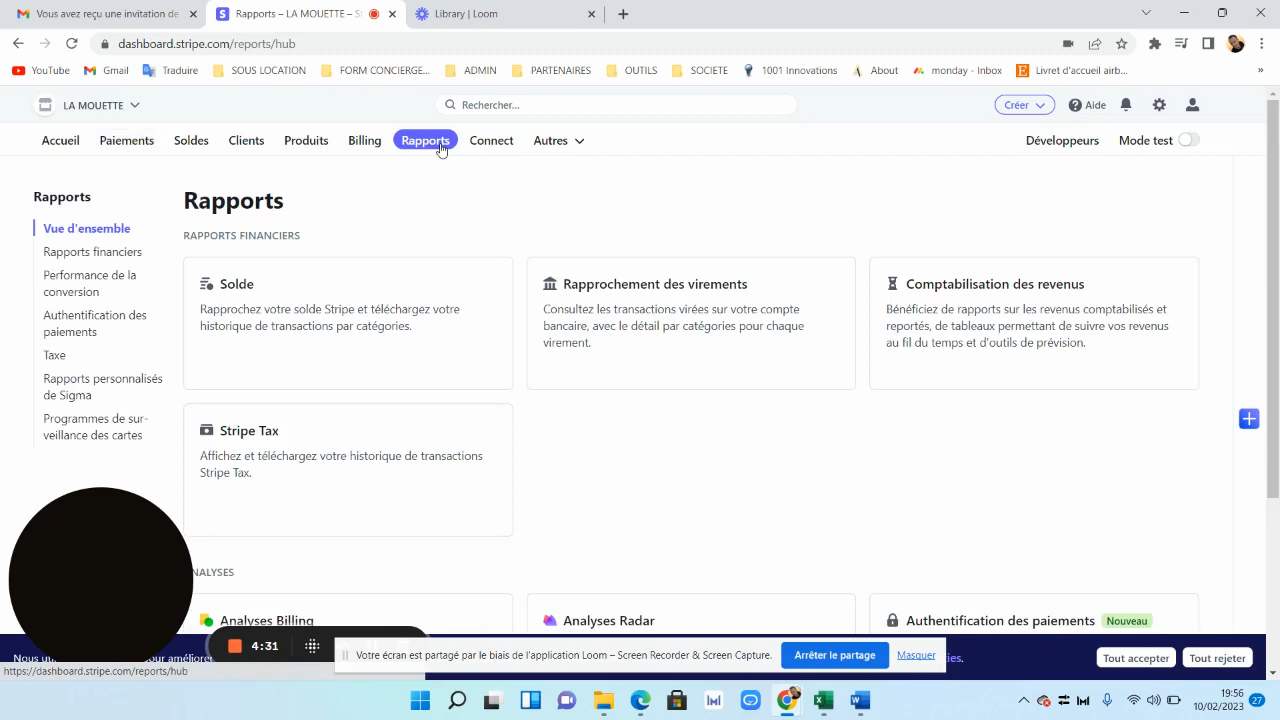 Vous avez reçu une invitation de
Rapports – LA MOUETTE – S
Library | Loom
dashboard.stripe.com/reports/hub
YouTube
Gmail
Traduire
SOUS LOCATION
FORM CONCIERGE...
ADMIN
PARTENAIRES
OUTILS
SOCIETE
1001 Innovations
About
monday - Inbox
Livret d'accueil airb...
»
LA MOUETTE
Rechercher...
Créer
Aide
Accueil
Paiements
Soldes
Clients
Produits
Billing
Rapports
Connect
Autres
Développeurs
Mode test
Rapports
Vue d'ensemble
Rapports financiers
Performance de la
conversion
Authentification des
paiements
Taxe
Rapports personnalisés
de Sigma
Programmes de sur-
veillance des cartes
Rapports
RAPPORTS FINANCIERS
Solde
Rapprochez votre solde Stripe et téléchargez votre
historique de transactions par catégories.
Rapprochement des virements
Consultez les transactions virées sur votre compte
bancaire, avec le détail par catégories pour chaque
virement.
Comptabilisation des revenus
Bénéficiez de rapports sur les revenus comptabilisés et
reportés, de tableaux permettant de suivre vos revenus
au fil du temps et d'outils de prévision.
Stripe Tax
Affichez et téléchargez votre historique de transactions
Stripe Tax.
NALYSES
Analyses Billing
Analyses Radar
Authentification des paiements
Nouveau
4:31
Votre écran est partagé par le biais de l'application Loom – Screen Recorder & Screen Capture.
Arrêter le partage
Masquer
Nous
pour améliorer
Tout accepter
Tout rejeter
https://dashboard.stripe.com/reports/hub
19:56
10/02/2023
27